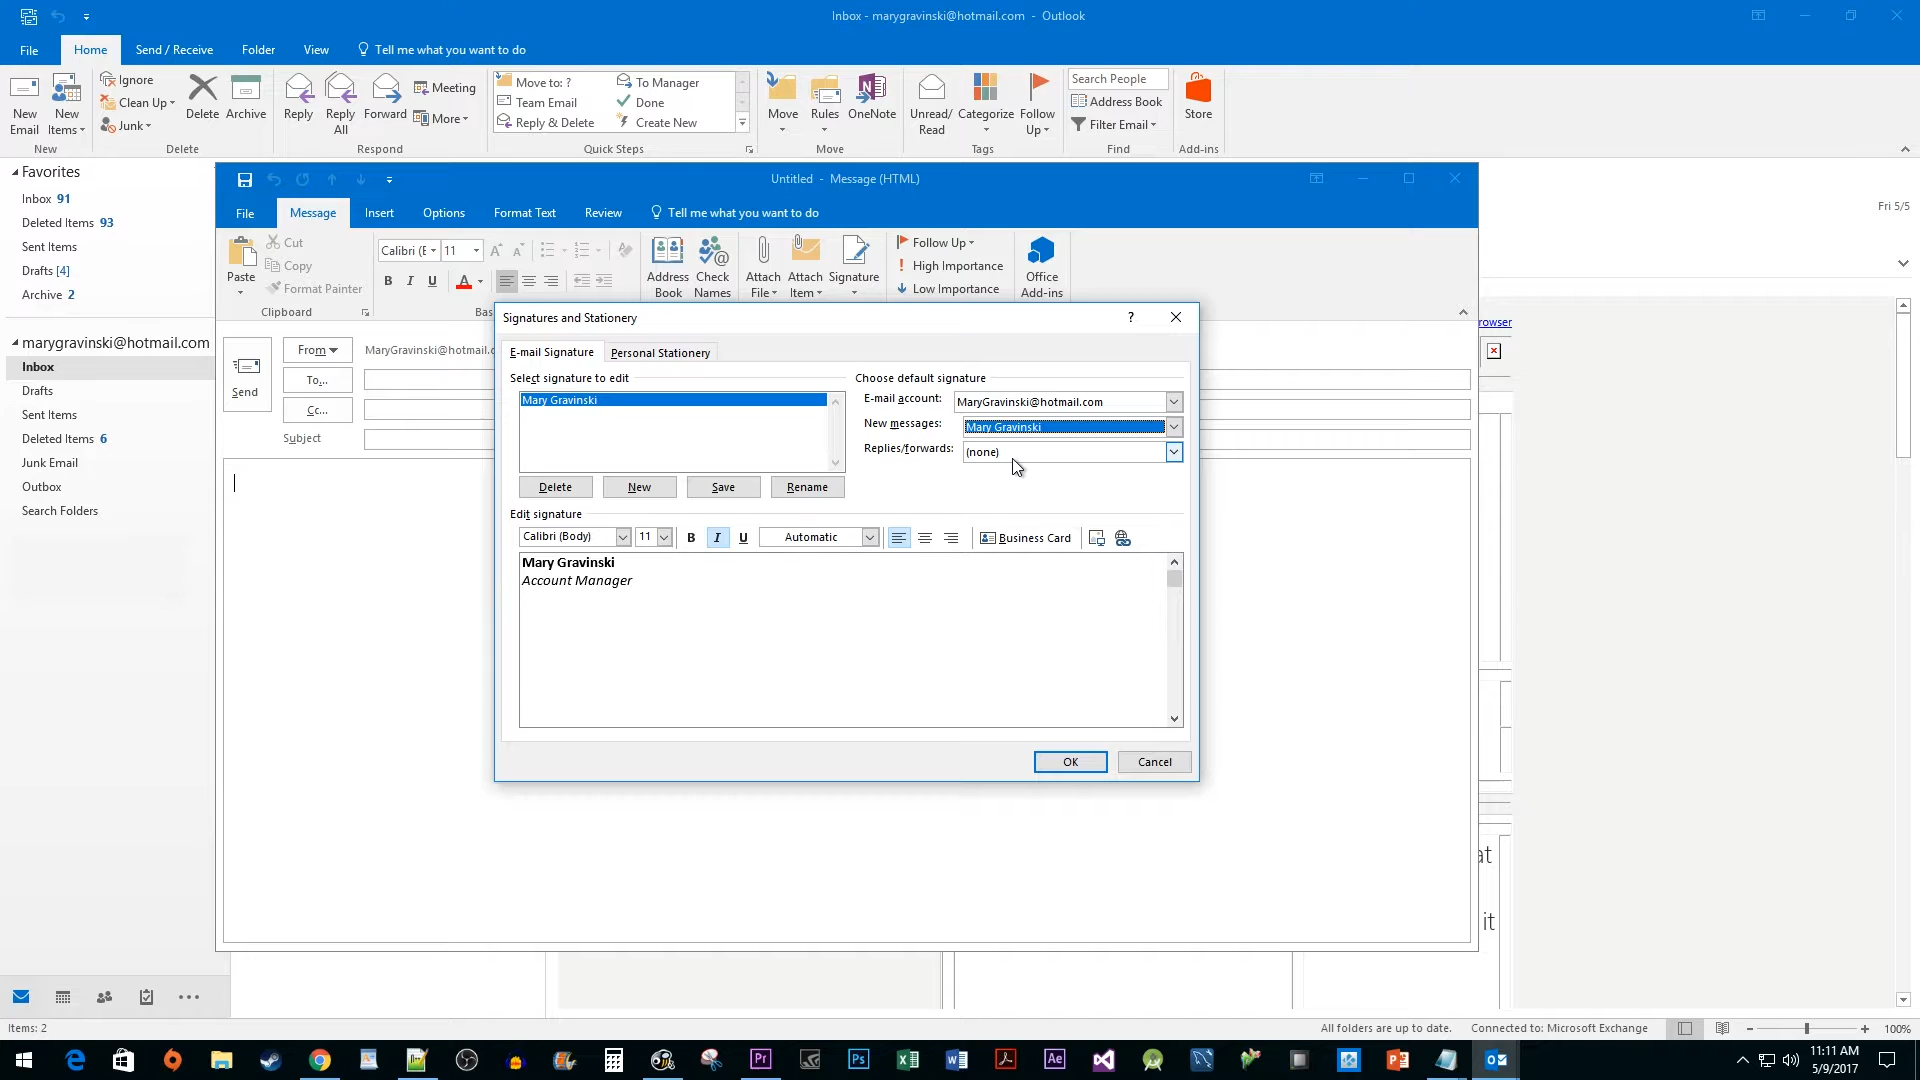 Inbox - marygravinski@hotmail.com - Outlook
File Home Send / Receive Folder View Tell me what you want to do
New Email
New Items
Ignore
Clean Up
Junk
Delete
Archive
Reply
Reply All
Forward
Meeting
More
Move to: ?
Team Email
Reply & Delete
To Manager
Done
Create New
Move
Rules
OneNote
Unread/ Read
Categorize
Follow Up
Search People
Address Book
Filter Email
Store
New Delete Respond Quick Steps Move Tags Find Add-ins
Favorites
Inbox 91
Deleted Items 93
Sent Items
Drafts [4]
Archive 2
marygravinski@hotmail.com
Inbox
Drafts
Sent Items
Deleted Items 6
Junk Email
Outbox
Search Folders
Untitled - Message (HTML)
File Message Insert Options Format Text Review Tell me what you want to do
Paste
Cut
Copy
Format Painter
Clipboard
Calibri (E 11
B I U A
Bas
Address Book
Check Names
Attach File
Attach Item
Signature
Follow Up
High Importance
Low Importance
Office Add-ins
Send
From MaryGravinski@hotmail.c
To...
Cc...
Subject
Signatures and Stationery ?
E-mail Signature Personal Stationery
Select signature to edit
Mary Gravinski
Delete New Save Rename
Choose default signature
E-mail account: MaryGravinski@hotmail.com
New messages: Mary Gravinski
Replies/forwards: (none)
Edit signature
Calibri (Body) 11 B I U Automatic Business Card
Mary Gravinski
Account Manager
OK Cancel
Fri 5/5
rowser
at
it
Items: 2
All folders are up to date. Connected to: Microsoft Exchange 100%
11:11 AM
5/9/2017